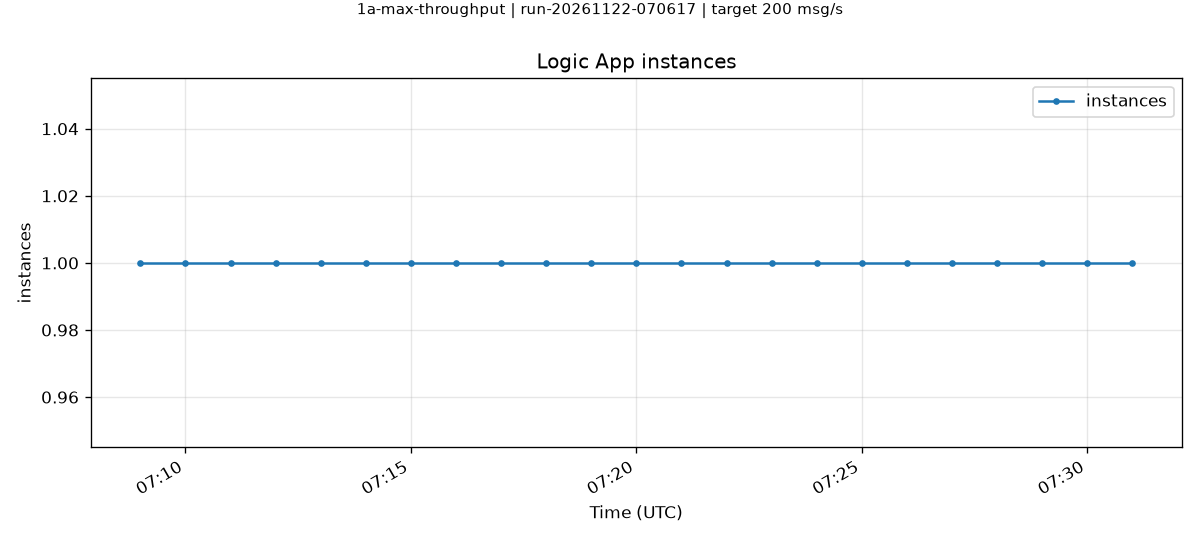 1a-max-throughput | run-20261122-070617 | target 200 msg/s
Logic App instances
instances
1.04
1.02
1.00
0.98
0.96
instances
07:10
07:15
07:20
07:25
07:30
Time (UTC)